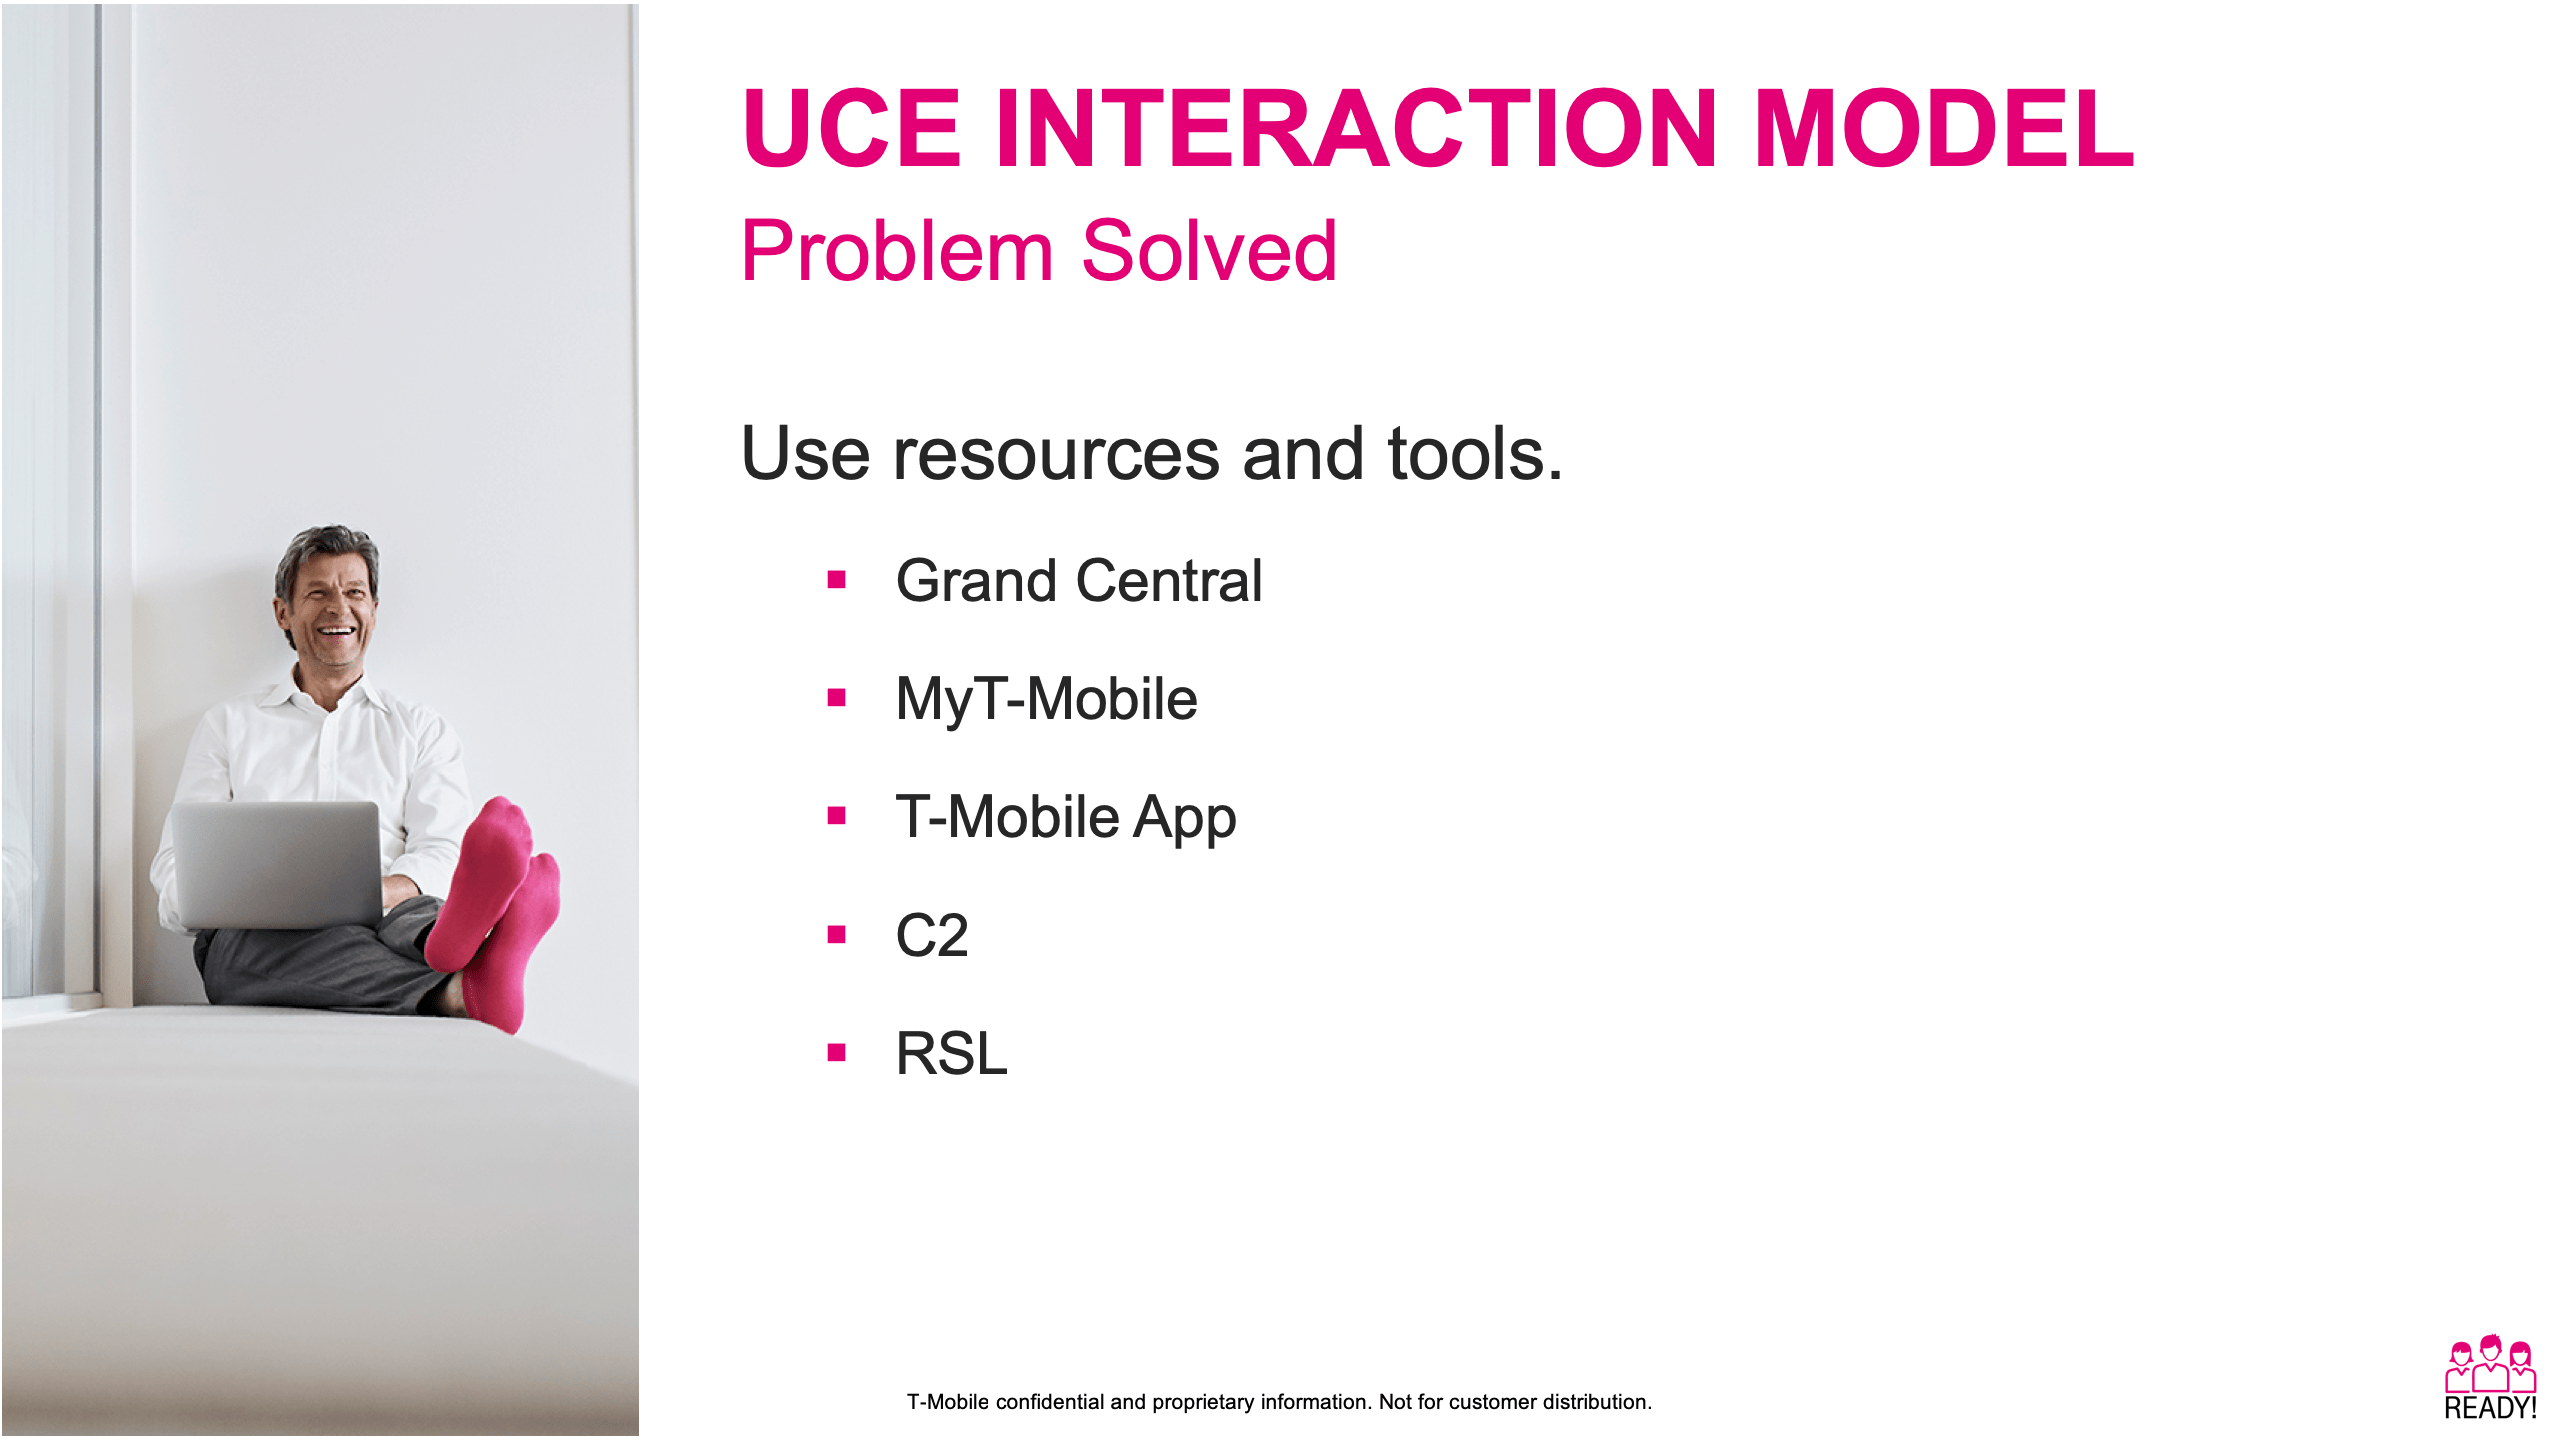 UCE INTERACTION MODEL
Problem Solved
Use resources and tools.
Grand Central
MyT-Mobile
T-Mobile App
C2
RSL
T-Mobile confidential and proprietary information. Not for customer distribution.
READY!